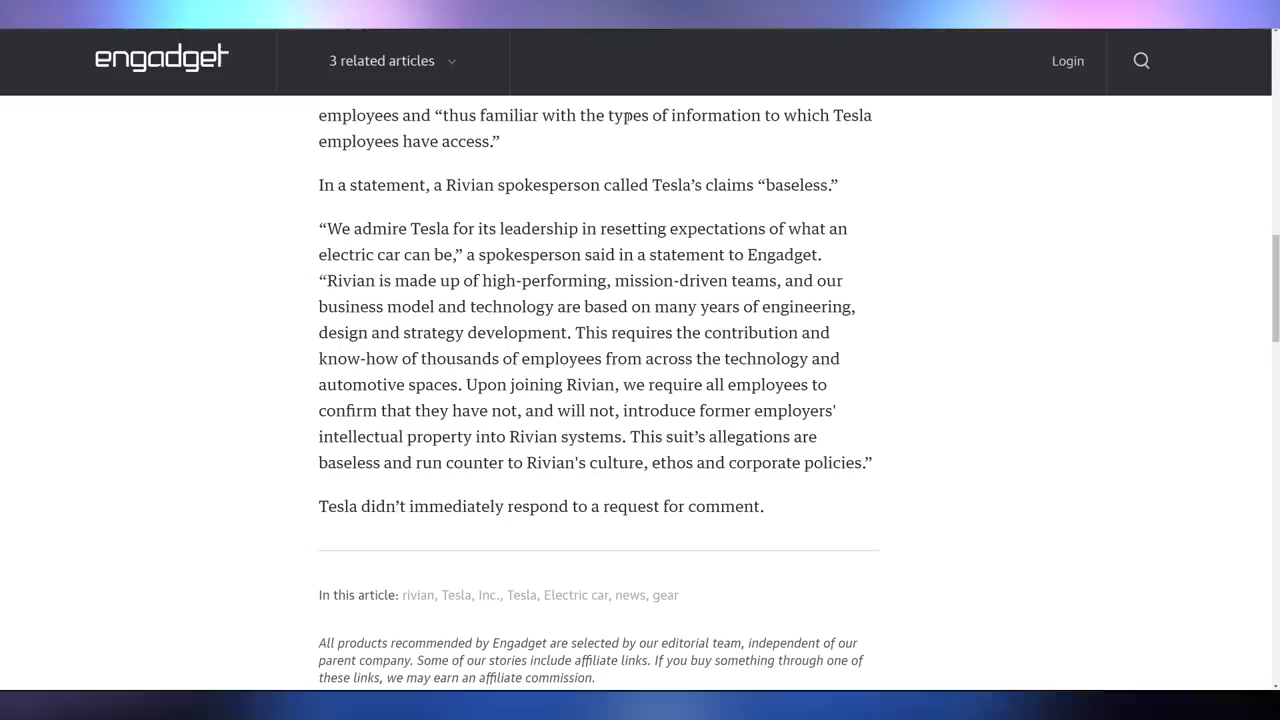 engadget
3 related articles
Login
employees and “thus familiar with the types of information to which Tesla
employees have access.”
In a statement, a Rivian spokesperson called Tesla’s claims “baseless.”
“We admire Tesla for its leadership in resetting expectations of what an
electric car can be,” a spokesperson said in a statement to Engadget.
“Rivian is made up of high-performing, mission-driven teams, and our
business model and technology are based on many years of engineering,
design and strategy development. This requires the contribution and
know-how of thousands of employees from across the technology and
automotive spaces. Upon joining Rivian, we require all employees to
confirm that they have not, and will not, introduce former employers'
intellectual property into Rivian systems. This suit’s allegations are
baseless and run counter to Rivian's culture, ethos and corporate policies.”
Tesla didn’t immediately respond to a request for comment.
In this article: rivian, Tesla, Inc., Tesla, Electric car, news, gear
All products recommended by Engadget are selected by our editorial team, independent of our
parent company. Some of our stories include affiliate links. If you buy something through one of
these links, we may earn an affiliate commission.